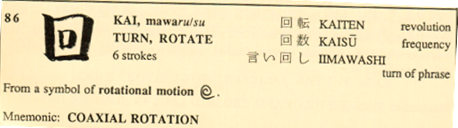 86 回 KAI, mawaru/su 回転 KAITEN revolution
TURN, ROTATE 回数 KAISŪ frequency
6 strokes 言い回し IIMAWASHI
turn of phrase
From a symbol of rotational motion .
Mnemonic: COAXIAL ROTATION